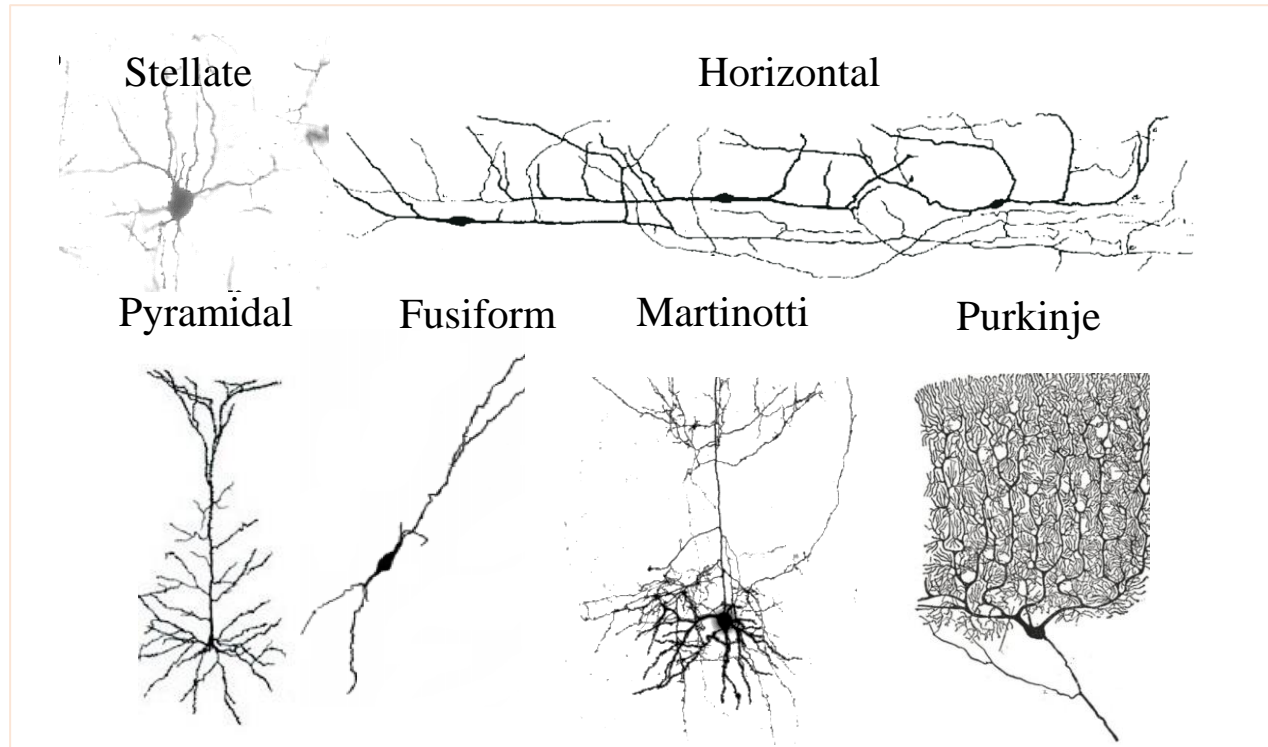 Stellate
Horizontal
Pyramidal
Fusiform
Martinotti
Purkinje